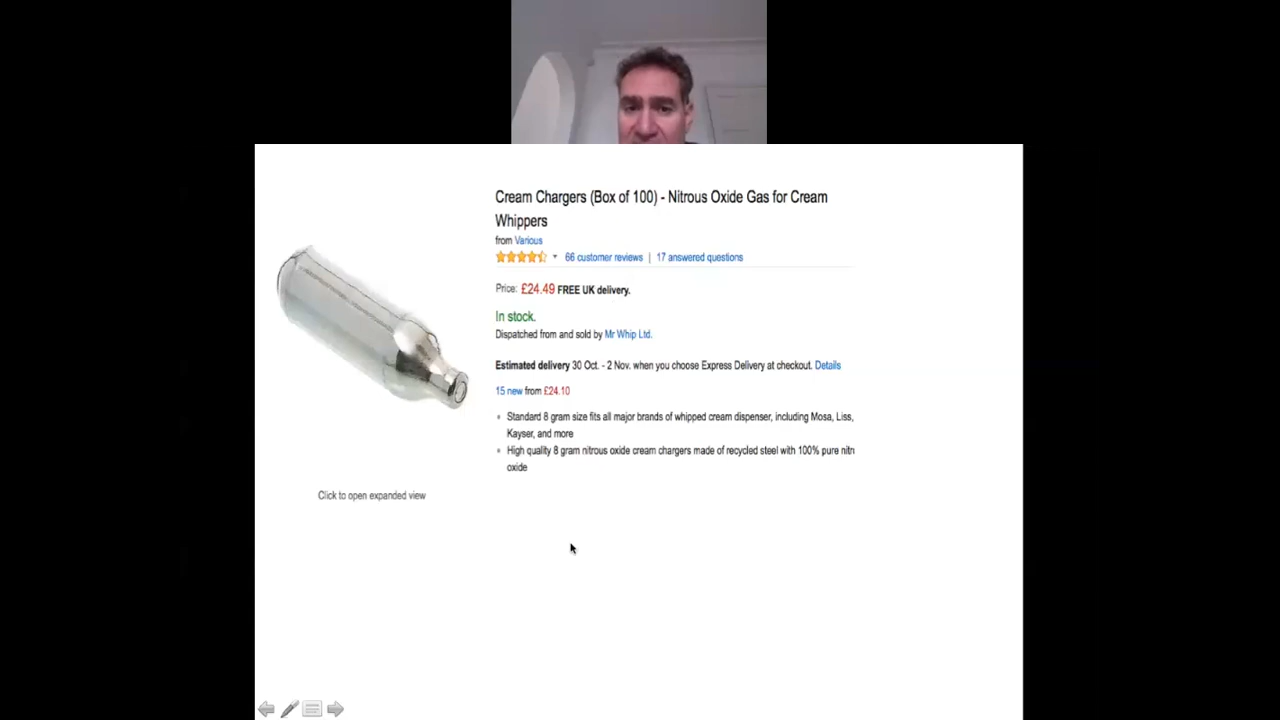 Cream Chargers (Box of 100) - Nitrous Oxide Gas for Cream
Whippers
from Various
66 customer reviews | 17 answered questions
Price: £24.49 FREE UK delivery.
In stock.
Dispatched from and sold by Mr Whip Ltd.
Estimated delivery 30 Oct. - 2 Nov. when you choose Express Delivery at checkout. Details
15 new from £24.10
Standard 8 gram size fits all major brands of whipped cream dispenser, including Mosa, Liss,
Kayser, and more
High quality 8 gram nitrous oxide cream chargers made of recycled steel with 100% pure nitr
oxide
Click to open expanded view